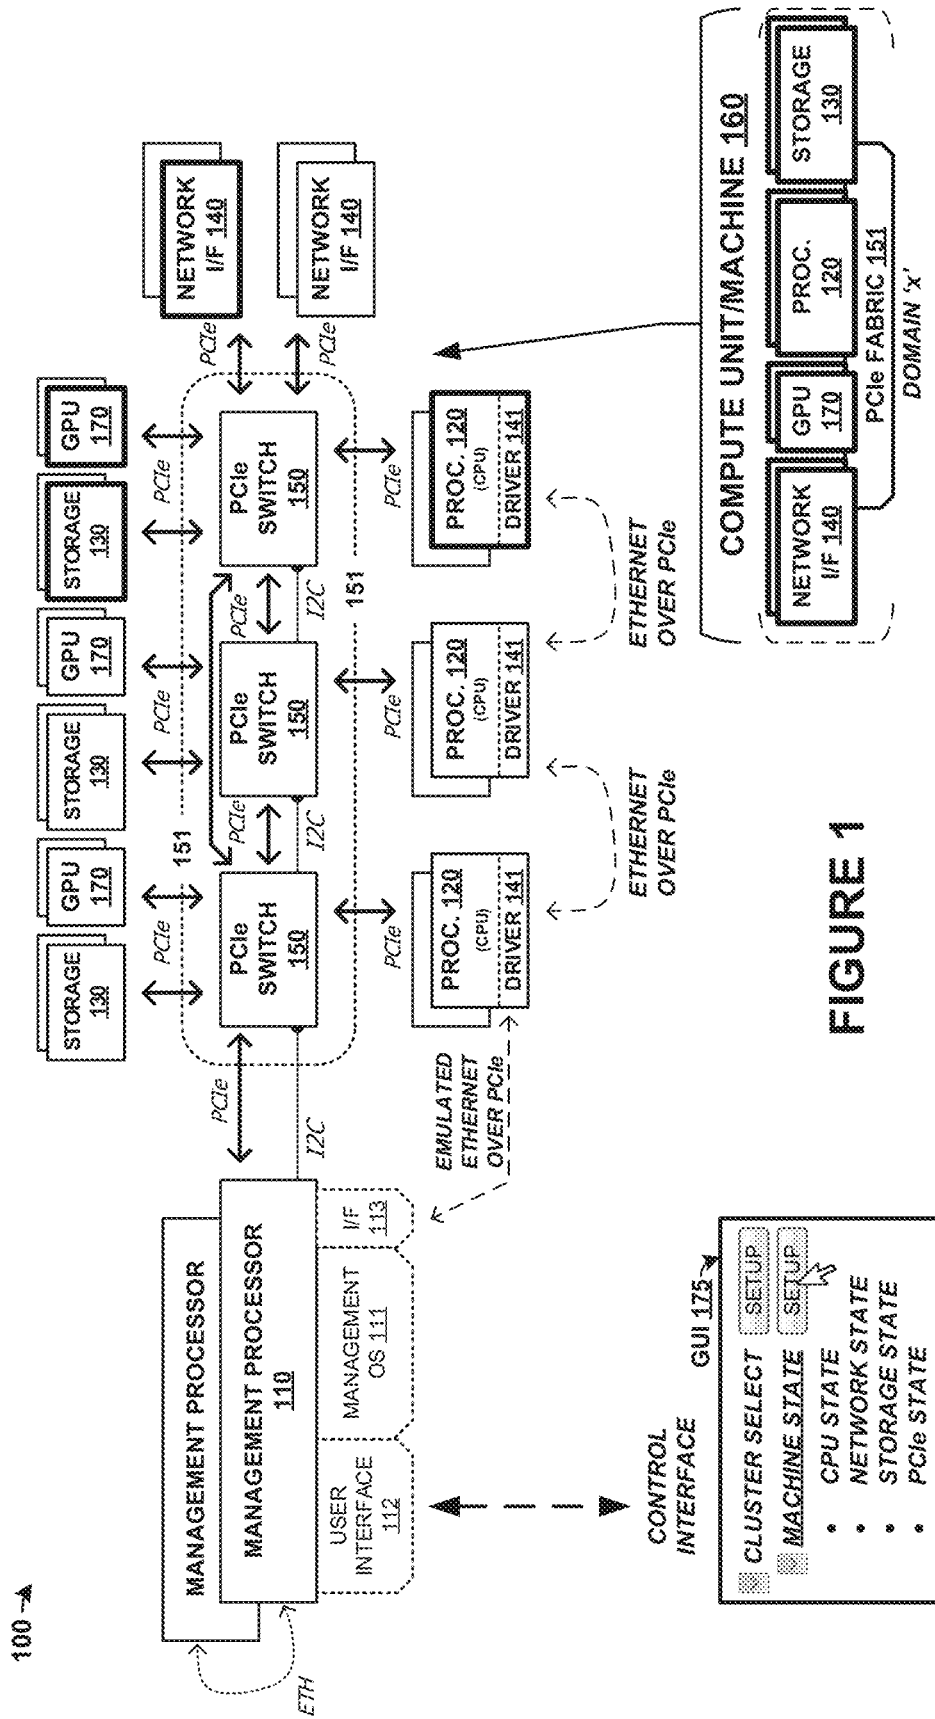 100
STORAGE
130
GPU
170
STORAGE
130
GPU
170
STORAGE
130
GPU
170
PCIe
PCIe
PCIe
151
MANAGEMENT PROCESSOR
MANAGEMENT PROCESSOR
110
ETH
USER
INTERFACE
112
MANAGEMENT
OS 111
I/F
113
PCIe
I2C
PCIe
SWITCH
150
PCIe
PCIe
I2C
PCIe
SWITCH
150
PCIe
I2C
PCIe
SWITCH
150
151
PCIe
NETWORK
I/F 140
PCIe
NETWORK
I/F 140
PCIe
PCIe
PCIe
PROC. 120
(CPU)
DRIVER 141
PROC. 120
(CPU)
DRIVER 141
PROC. 120
(CPU)
DRIVER 141
EMULATED
ETHERNET
OVER PCIe
ETHERNET
OVER PCIe
ETHERNET
OVER PCIe
CONTROL
INTERFACE
GUI 175
CLUSTER SELECT
SETUP
MACHINE STATE
SETUP
• CPU STATE
• NETWORK STATE
• STORAGE STATE
• PCIe STATE
COMPUTE UNIT/MACHINE 160
NETWORK
I/F 140
GPU
170
PROC.
120
STORAGE
130
PCIe FABRIC 151
DOMAIN 'x'
FIGURE 1